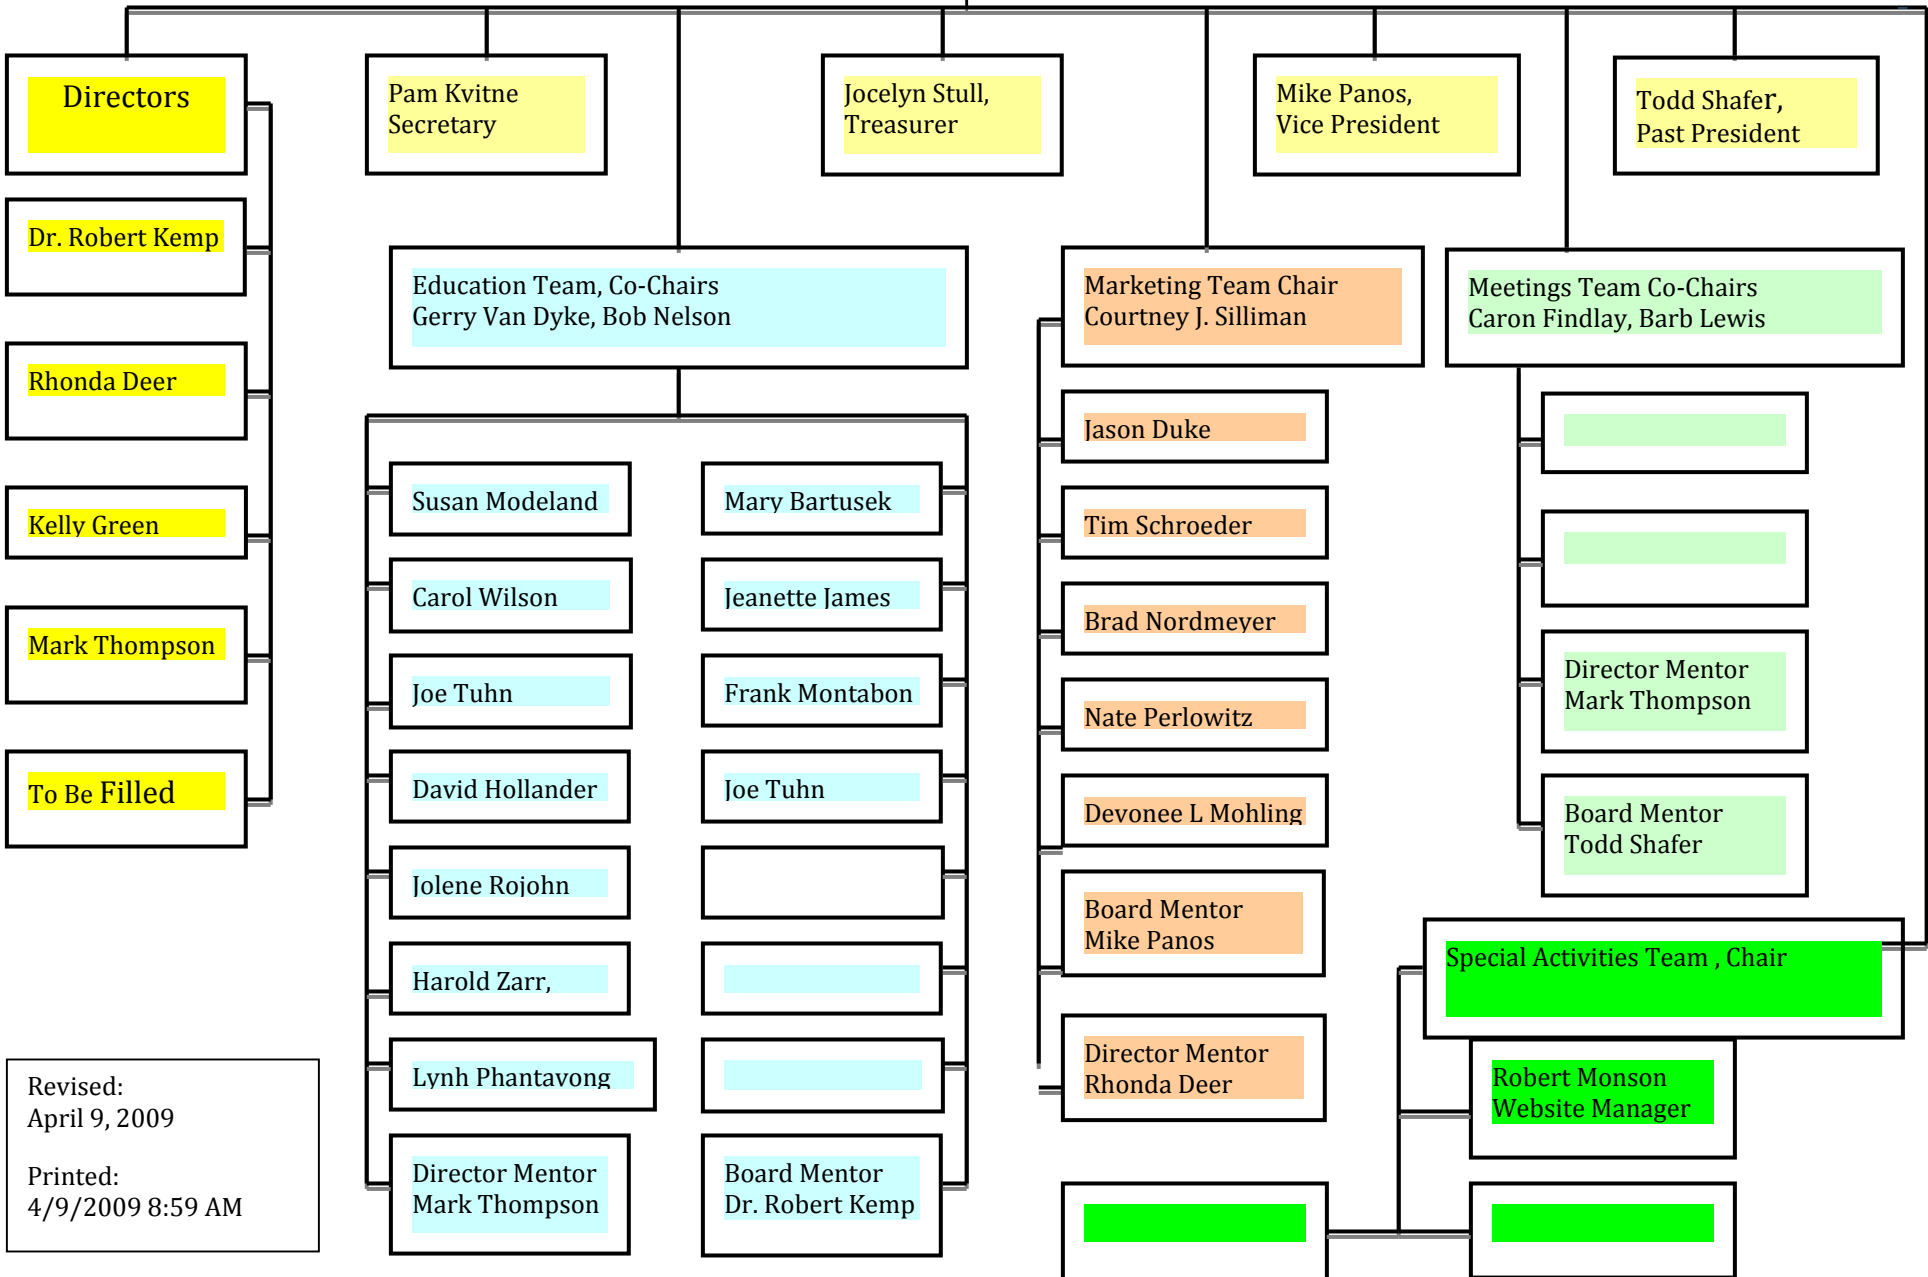 Directors
Pam Kvitne
Secretary
Jocelyn Stull,
Treasurer
Mike Panos,
Vice President
Todd Shafer,
Past President
Dr. Robert Kemp
Rhonda Deer
Kelly Green
Mark Thompson
To Be Filled
Education Team, Co-Chairs
Gerry Van Dyke, Bob Nelson
Susan Modeland
Carol Wilson
Joe Tuhn
David Hollander
Jolene Rojohn
Harold Zarr,
Lynh Phantavong
Director Mentor
Mark Thompson
Mary Bartusek
Jeanette James
Frank Montabon
Joe Tuhn
Board Mentor
Dr. Robert Kemp
Marketing Team Chair
Courtney J. Silliman
Jason Duke
Tim Schroeder
Brad Nordmeyer
Nate Perlowitz
Devonee L Mohling
Board Mentor
Mike Panos
Director Mentor
Rhonda Deer
Meetings Team Co-Chairs
Caron Findlay, Barb Lewis
Director Mentor
Mark Thompson
Board Mentor
Todd Shafer
Special Activities Team , Chair
Robert Monson
Website Manager
Revised:
April 9, 2009
Printed:
4/9/2009 8:59 AM